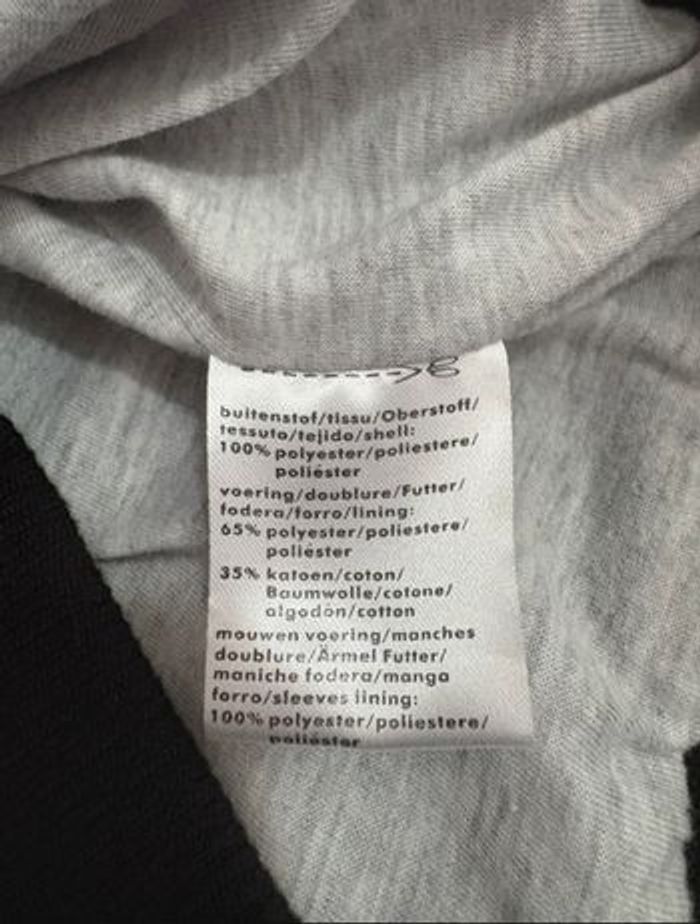 buitenstof/tissu/Oberstoff/
tessuto/tejido/shell:
100% polyester/poliestere/
poliéster
voering/doublure/Futter/
fodera/forro/lining:
65% polyester/poliestere/
poliéster
35% katoen/coton/
Baumwolle/cotone/
algodón/cotton
mouwen voering/manches
doublure/Ärmel Futter/
maniche fodera/manga
forro/sleeves lining:
100% polyester/poliestere/
poliéster